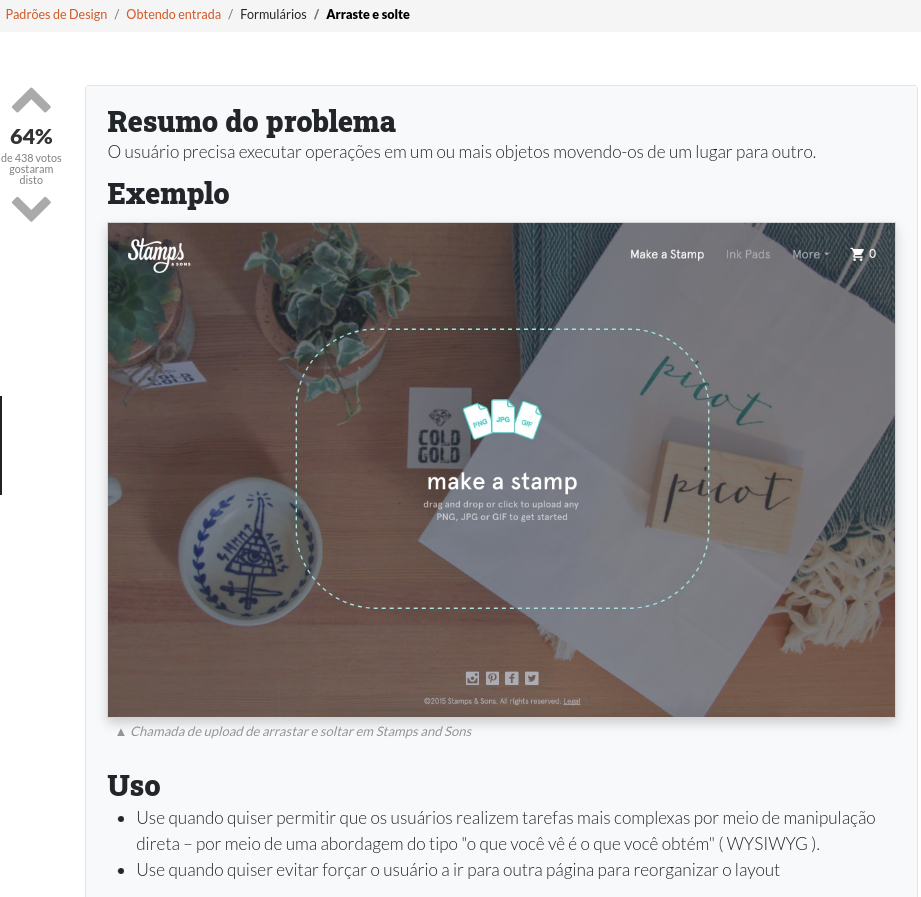 Padrões de Design / Obtendo entrada / Formulários / Arraste e solte
64%
de 438 votos
gostaram
disto
Resumo do problema
O usuário precisa executar operações em um ou mais objetos movendo-os de um lugar para outro.
Exemplo
Stamps
& SONS
Make a Stamp Ink Pads More 0
COLD
GOLD
picot
picot
COLD
GOLD
PNG JPG GIF
make a stamp
drag and drop or click to upload any
PNG, JPG or GIF to get started
©2015 Stamps & Sons. All rights reserved. Legal
▲ Chamada de upload de arrastar e soltar em Stamps and Sons
Uso
• Use quando quiser permitir que os usuários realizem tarefas mais complexas por meio de manipulação
direta – por meio de uma abordagem do tipo "o que você vê é o que você obtém" ( WYSIWYG ).
• Use quando quiser evitar forçar o usuário a ir para outra página para reorganizar o layout